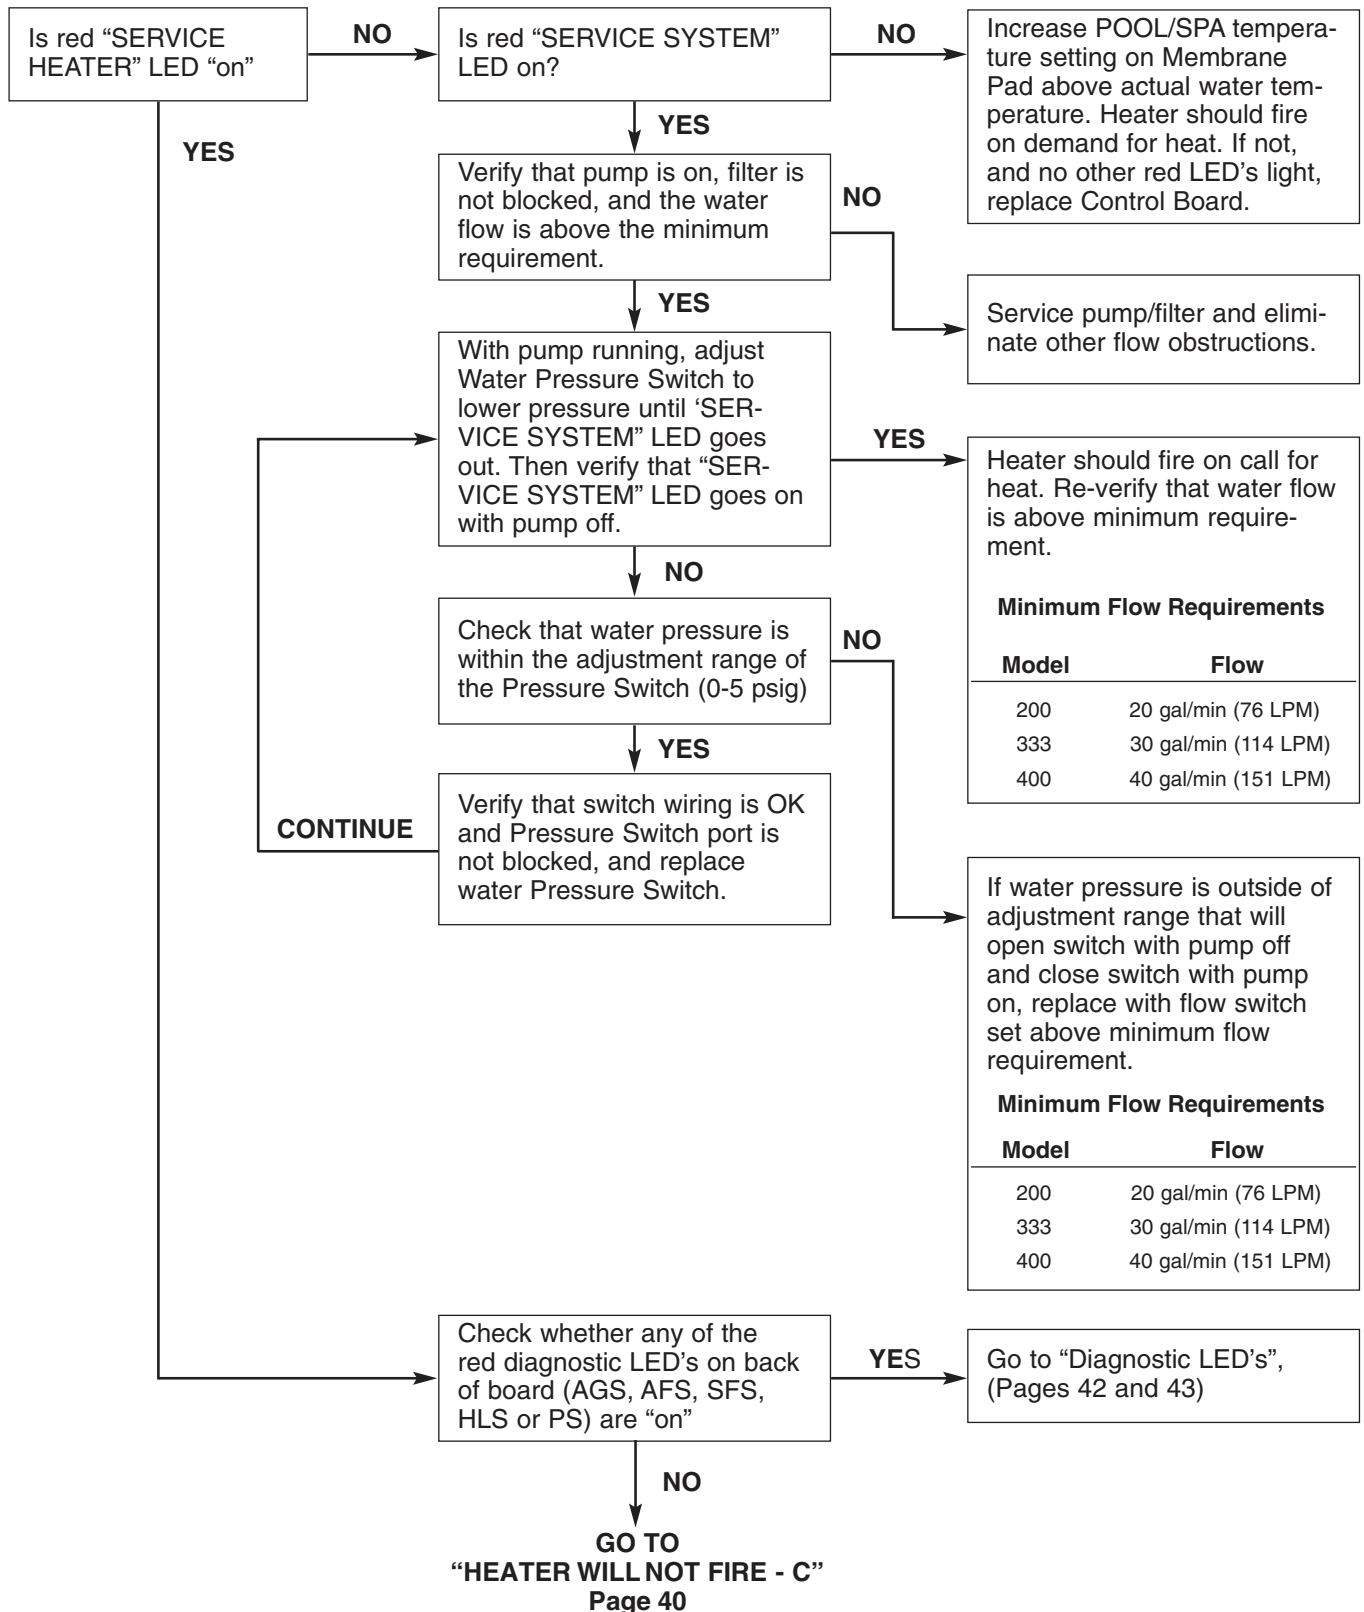 Is red “SERVICE
HEATER” LED “on”
NO
Is red “SERVICE SYSTEM”
LED on?
NO
Increase POOL/SPA tempera-
ture setting on Membrane
Pad above actual water tem-
perature. Heater should fire
on demand for heat. If not,
and no other red LED's light,
replace Control Board.
YES
YES
Verify that pump is on, filter is
not blocked, and the water
flow is above the minimum
requirement.
NO
Service pump/filter and elimi-
nate other flow obstructions.
YES
With pump running, adjust
Water Pressure Switch to
lower pressure until ‘SER-
VICE SYSTEM” LED goes
out. Then verify that “SER-
VICE SYSTEM” LED goes on
with pump off.
YES
Heater should fire on call for
heat. Re-verify that water flow
is above minimum require-
ment.
Minimum Flow Requirements
Model Flow
200 20 gal/min (76 LPM)
333 30 gal/min (114 LPM)
400 40 gal/min (151 LPM)
NO
Check that water pressure is
within the adjustment range of
the Pressure Switch (0-5 psig)
NO
YES
Verify that switch wiring is OK
and Pressure Switch port is
not blocked, and replace
water Pressure Switch.
CONTINUE
If water pressure is outside of
adjustment range that will
open switch with pump off
and close switch with pump
on, replace with flow switch
set above minimum flow
requirement.
Minimum Flow Requirements
Model Flow
200 20 gal/min (76 LPM)
333 30 gal/min (114 LPM)
400 40 gal/min (151 LPM)
Check whether any of the
red diagnostic LED's on back
of board (AGS, AFS, SFS,
HLS or PS) are “on”
YES
Go to “Diagnostic LED's”,
(Pages 42 and 43)
NO
GO TO
“HEATER WILL NOT FIRE - C”
Page 40